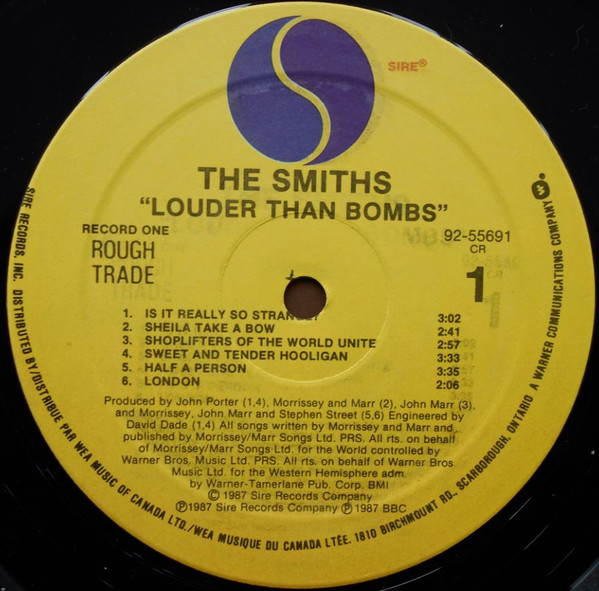 SIRE®
THE SMITHS
"LOUDER THAN BOMBS"
RECORD ONE
ROUGH
TRADE
92-55691
CR
1
1. IS IT REALLY SO STRANGE? 3:02
2. SHEILA TAKE A BOW 2:41
3. SHOPLIFTERS OF THE WORLD UNITE 2:57
4. SWEET AND TENDER HOOLIGAN 3:33
5. HALF A PERSON 3:35
6. LONDON 2:06
Produced by John Porter (1,4), Morrissey and Marr (2), John Marr (3).
and Morrissey, John Marr and Stephen Street (5,6) Engineered by
David Dade (1,4) All songs written by Morrissey and Marr and
published by Morrissey/Marr Songs Ltd. PRS. All rts. on behalf
of Morrissey/Marr Songs Ltd. for the World controlled by
Warner Bros. Music Ltd. PRS. All rts. on behalf of Warner Bros
Music Ltd. for the Western Hemisphere adm.
by Warner-Tamerlane Pub. Corp. BMI
©1987 Sire Records Company
℗1987 Sire Records Company ℗1987 BBC
SIRE RECORDS, INC. DISTRIBUTED BY/DISTRIBUE PAR WEA MUSIC OF CANADA LTD./WEA MUSIQUE DU CANADA LTÉE. 1810 BIRCHMOUNT RD., SCARBOROUGH, ONTARIO A WARNER COMMUNICATIONS COMPANY